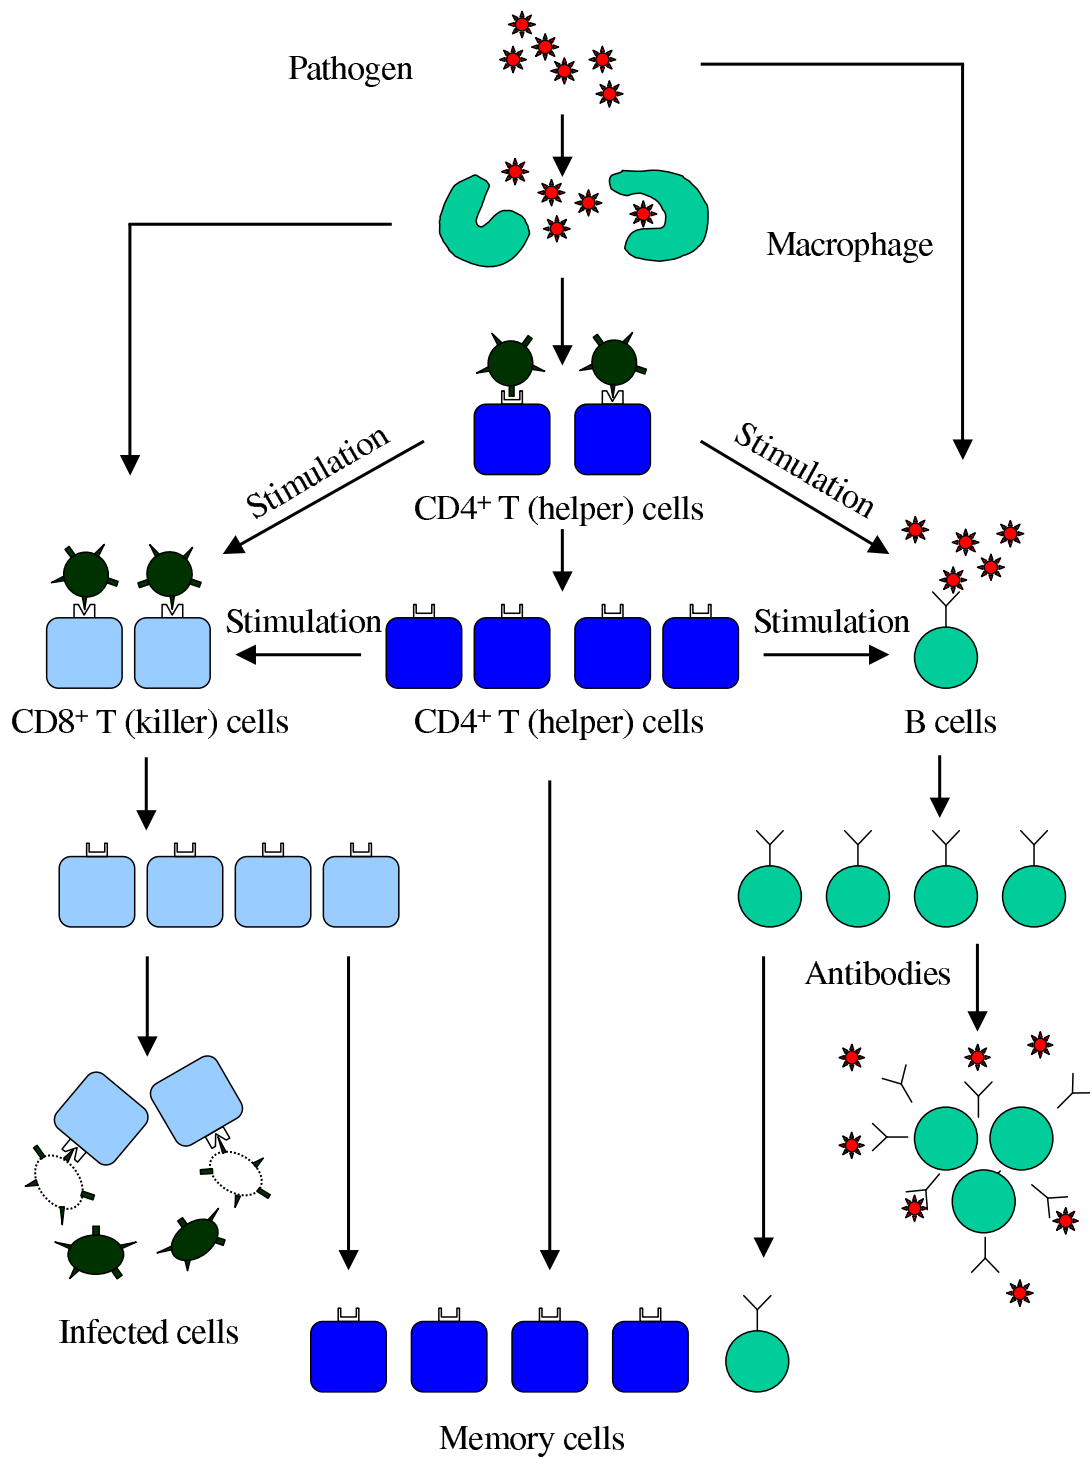 Pathogen
Macrophage
Stimulation
Stimulation
CD4⁺ T (helper) cells
Stimulation
Stimulation
CD8⁺ T (killer) cells
CD4⁺ T (helper) cells
B cells
Antibodies
Infected cells
Memory cells